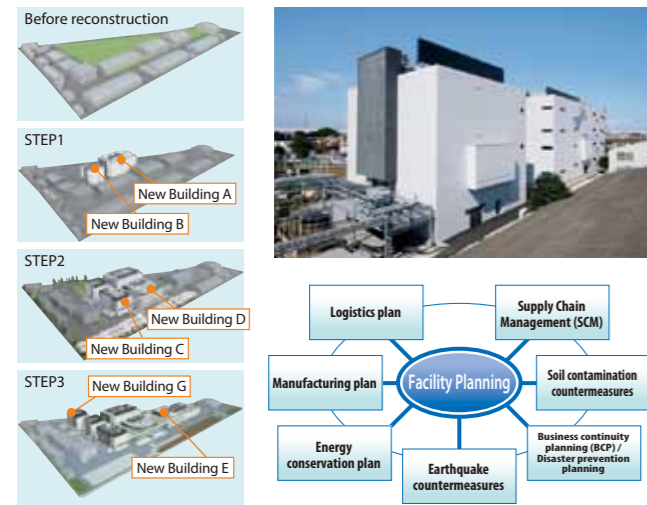 Before reconstruction
STEP1
New Building A
New Building B
STEP2
New Building D
New Building C
STEP3
New Building G
New Building E
Logistics plan
Supply Chain
Management (SCM)
Manufacturing plan
Facility Planning
Soil contamination
countermeasures
Energy
conservation plan
Earthquake
countermeasures
Business continuity
planning (BCP) /
Disaster prevention
planning